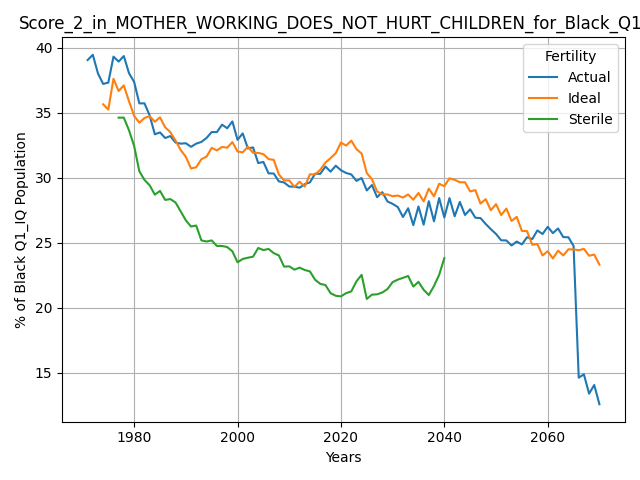 Score_2_in_MOTHER_WORKING_DOES_NOT_HURT_CHILDREN_for_Black_Q1
Fertility
Actual
Ideal
Sterile
% of Black Q1_IQ Population
40
35
30
25
20
15
1980
2000
2020
2040
2060
Years